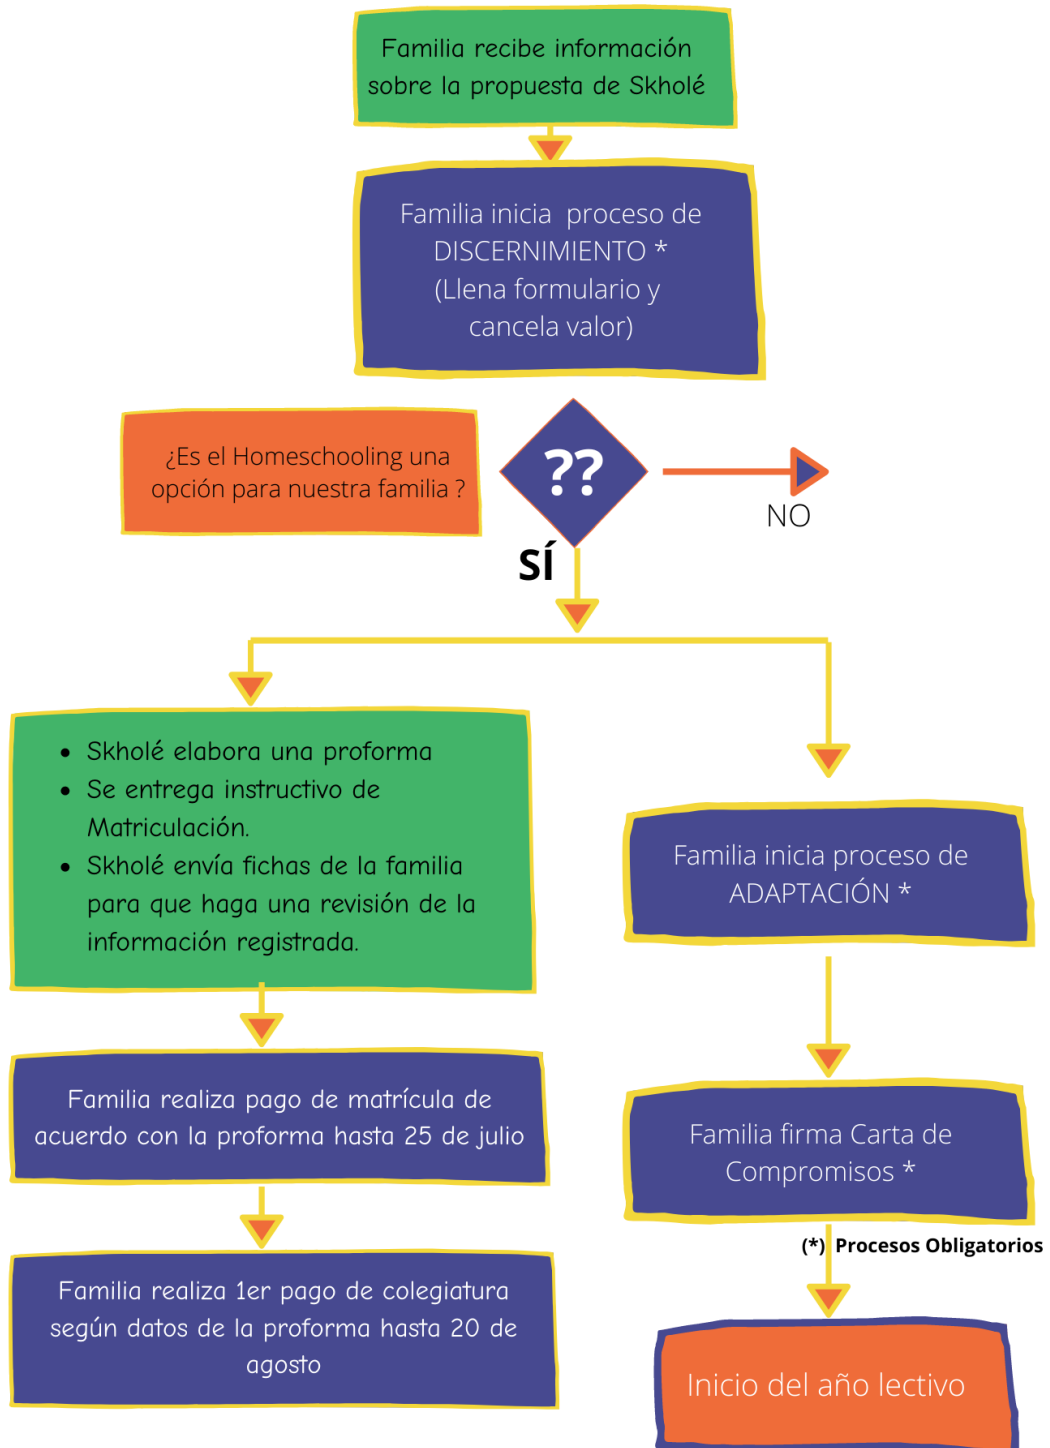 Familia recibe información
sobre la propuesta de Skholé
Familia inicia proceso de
DISCERNIMIENTO *
(Llena formulario y
cancela valor)
¿Es el Homeschooling una
opción para nuestra familia ?
??
NO
SÍ
• Skholé elabora una proforma
• Se entrega instructivo de
Matriculación.
• Skholé envía fichas de la familia
para que haga una revisión de la
información registrada.
Familia realiza pago de matrícula de
acuerdo con la proforma hasta 25 de julio
Familia realiza 1er pago de colegiatura
según datos de la proforma hasta 20 de
agosto
Familia inicia proceso de
ADAPTACIÓN *
Familia firma Carta de
Compromisos *
(*) Procesos Obligatorios
Inicio del año lectivo